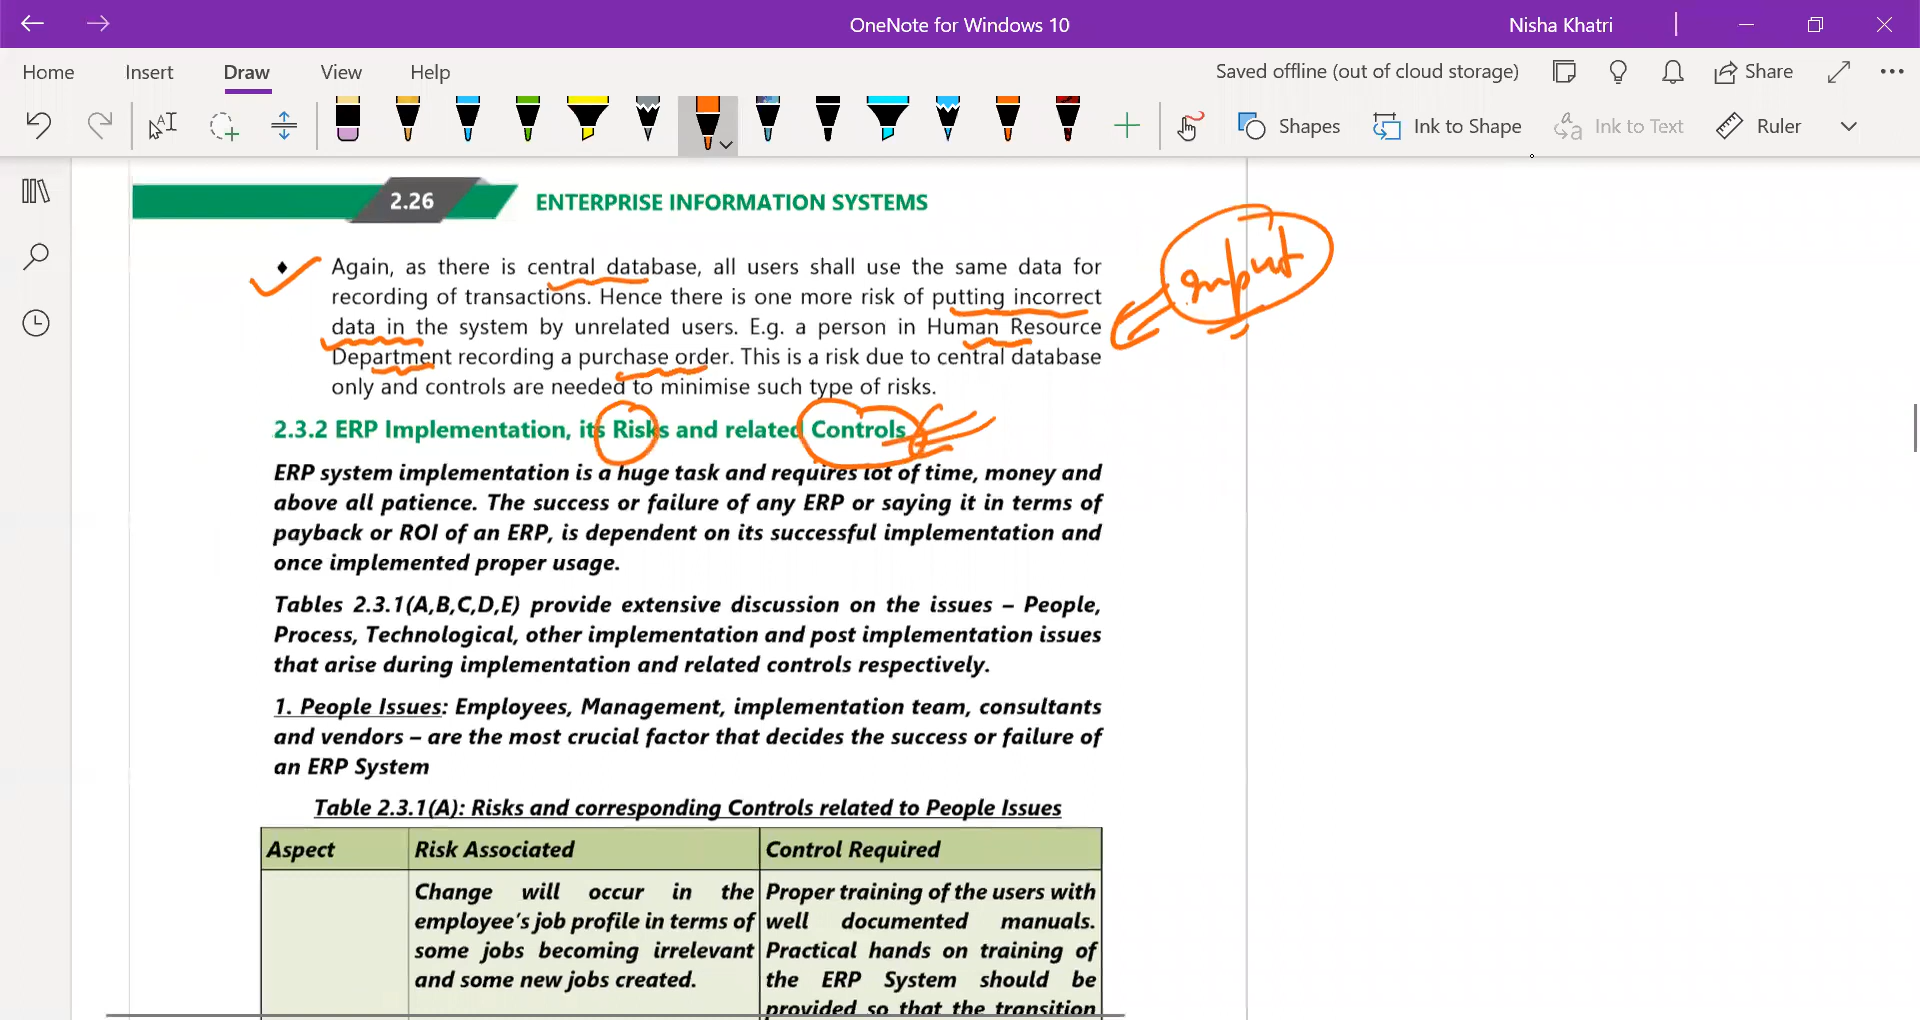 OneNote for Windows 10
Nisha Khatri
Home Insert Draw View Help
Saved offline (out of cloud storage) Share
Shapes Ink to Shape Ink to Text Ruler
2.26 ENTERPRISE INFORMATION SYSTEMS
♦ Again, as there is central database, all users shall use the same data for
recording of transactions. Hence there is one more risk of putting incorrect
data in the system by unrelated users. E.g. a person in Human Resource
Department recording a purchase order. This is a risk due to central database
only and controls are needed to minimise such type of risks.
2.3.2 ERP Implementation, its Risks and related Controls
ERP system implementation is a huge task and requires lot of time, money and
above all patience. The success or failure of any ERP or saying it in terms of
payback or ROI of an ERP, is dependent on its successful implementation and
once implemented proper usage.
Tables 2.3.1(A,B,C,D,E) provide extensive discussion on the issues – People,
Process, Technological, other implementation and post implementation issues
that arise during implementation and related controls respectively.
1. People Issues: Employees, Management, implementation team, consultants
and vendors – are the most crucial factor that decides the success or failure of
an ERP System
Table 2.3.1(A): Risks and corresponding Controls related to People Issues
Aspect Risk Associated Control Required
Change will occur in the
employee's job profile in terms of
some jobs becoming irrelevant
and some new jobs created.
Proper training of the users with
well documented manuals.
Practical hands on training of
the ERP System should be
provided so that the transition